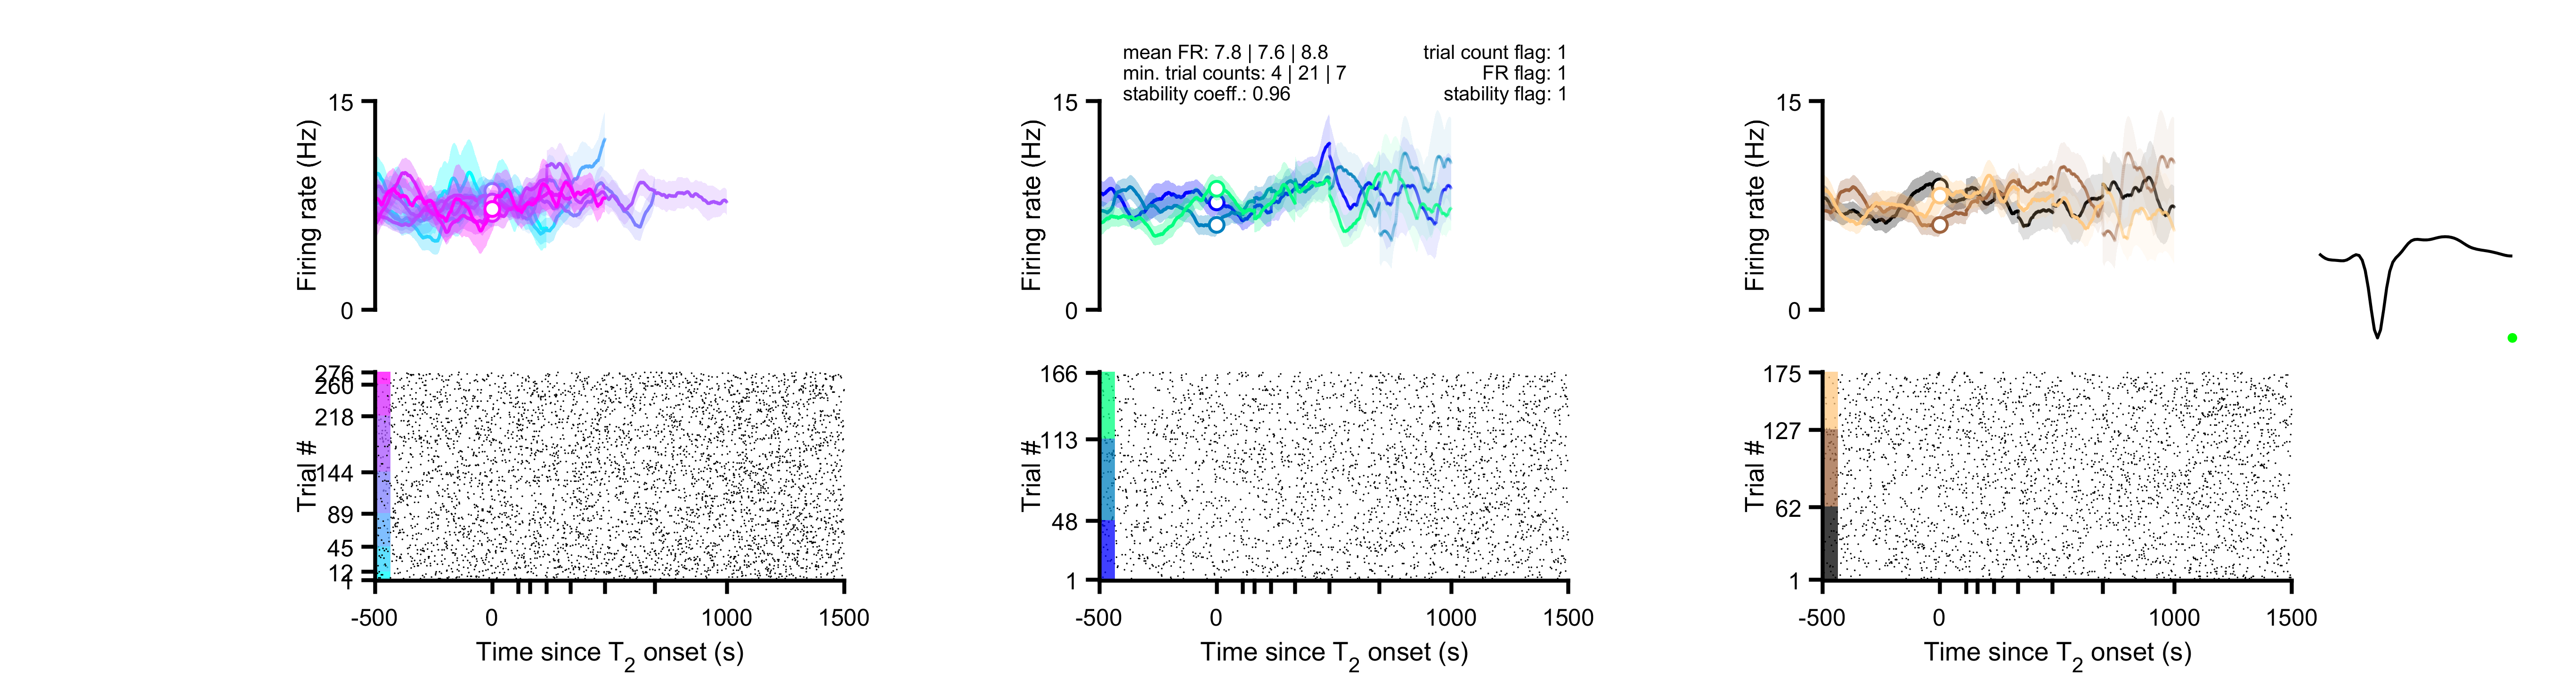 mean FR: 7.8 | 7.6 | 8.8
min. trial counts: 4 | 21 | 7
stability coeff.: 0.96
trial count flag: 1
FR flag: 1
stability flag: 1
15
Firing rate (Hz)
0
276
260
218
144
89
45
12
Trial #
-500
0
1000
1500
Time since T2 onset (s)
15
Firing rate (Hz)
0
166
113
48
1
Trial #
-500
0
1000
1500
Time since T2 onset (s)
15
Firing rate (Hz)
0
175
127
62
1
Trial #
-500
0
1000
1500
Time since T2 onset (s)